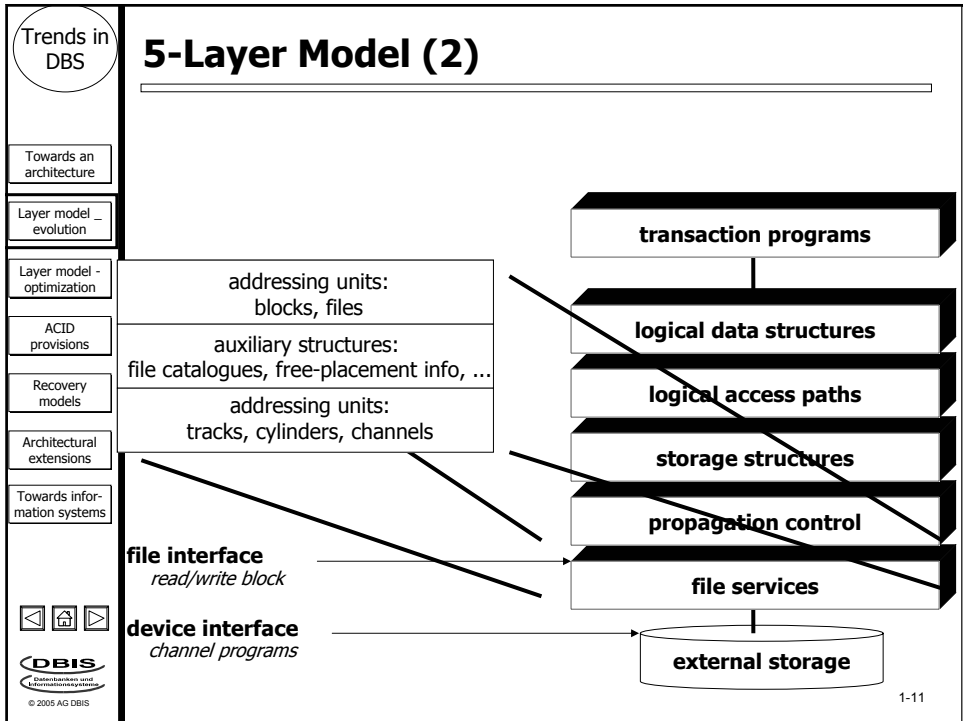 Trends in
DBS
5-Layer Model (2)
Towards an
architecture
Layer model _
evolution
Layer model -
optimization
ACID
provisions
Recovery
models
Architectural
extensions
Towards infor-
mation systems
addressing units:
blocks, files
auxiliary structures:
file catalogues, free-placement info, ...
addressing units:
tracks, cylinders, channels
transaction programs
logical data structures
logical access paths
storage structures
propagation control
file services
external storage
file interface
read/write block
device interface
channel programs
DBIS
Datenbanken und
Informationssysteme
© 2005 AG DBIS
1-11